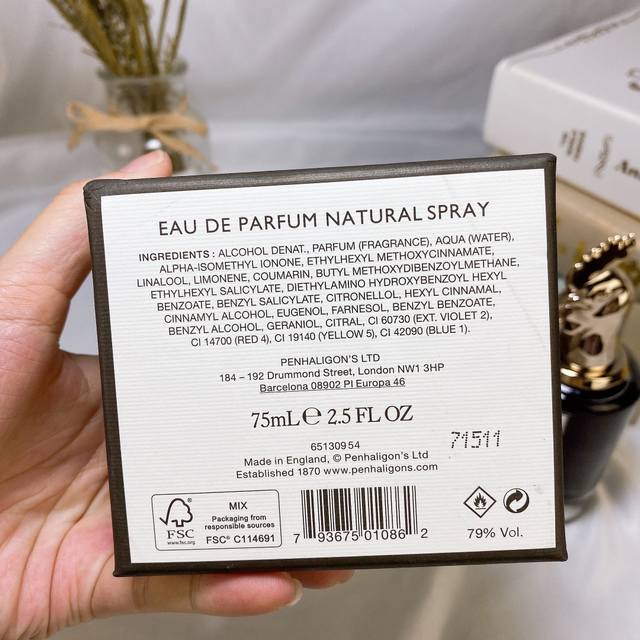 EAU DE PARFUM NATURAL SPRAY
INGREDIENTS : ALCOHOL DENAT., PARFUM (FRAGRANCE), AQUA (WATER),
ALPHA-ISOMETHYL IONONE, ETHYLHEXYL METHOXYCINNAMATE,
LINALOOL, LIMONENE, COUMARIN, BUTYL METHOXYDIBENZOYLMETHANE,
ETHYLHEXYL SALICYLATE, DIETHYLAMINO HYDROXYBENZOYL HEXYL
BENZOATE, BENZYL SALICYLATE, CITRONELLOL, HEXYL CINNAMAL,
CINNAMYL ALCOHOL, EUGENOL, FARNESOL, BENZYL BENZOATE,
BENZYL ALCOHOL, GERANIOL, CITRAL, CI 60730 (EXT. VIOLET 2),
CI 14700 (RED 4), CI 19140 (YELLOW 5), CI 42090 (BLUE 1).
PENHALIGON'S LTD
184 – 192 Drummond Street, London NW1 3HP
Barcelona 08902 Pl Europa 46
75mL ℮ 2.5 FL OZ
65130954
71511
Made in England, © Penhaligon's Ltd
Established 1870 www.penhaligons.com
FSC
www.fsc.org
MIX
Packaging from
responsible sources
FSC® C114691
7 93675 01086 2
79% Vol.